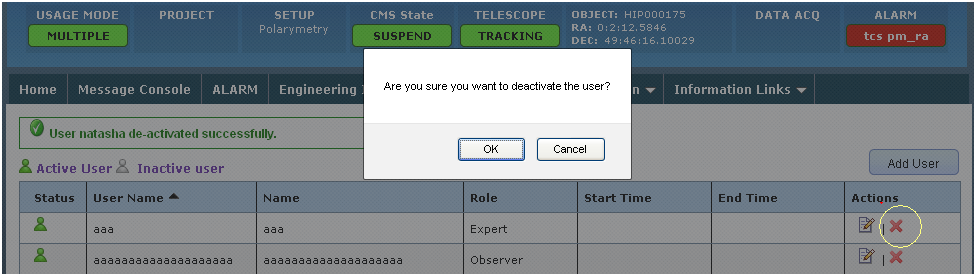 USAGE MODE PROJECT SETUP CMS State TELESCOPE OBJECT: HIP000175 DATA ACQ ALARM
MULTIPLE Polarymetry SUSPEND TRACKING RA: 0:2:12.5846 tcs pm_ra
DEC: 49:46:16.10029
Are you sure you want to deactivate the user?
OK Cancel
Home Message Console ALARM Engineering n Information Links
User natasha de-activated successfully.
Active User Inactive user Add User
Status User Name Name Role Start Time End Time Actions
aaa aaa Expert |
aaaaaaaaaaaaaaaaaaaa aaaaaaaaaaaaaaaaaaaa Observer |